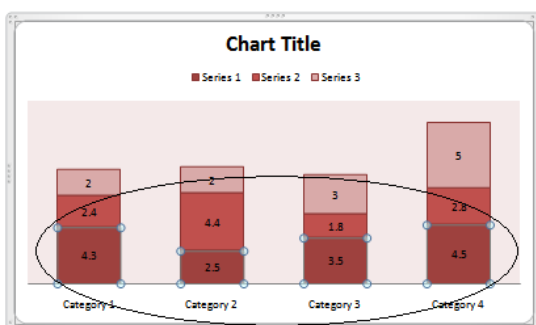 Chart Title
Series 1 Series 2 Series 3
5
2 2 3
2.4 4.4 1.8 2.8
4.3 2.5 3.5 4.5
Category 1 Category 2 Category 3 Category 4